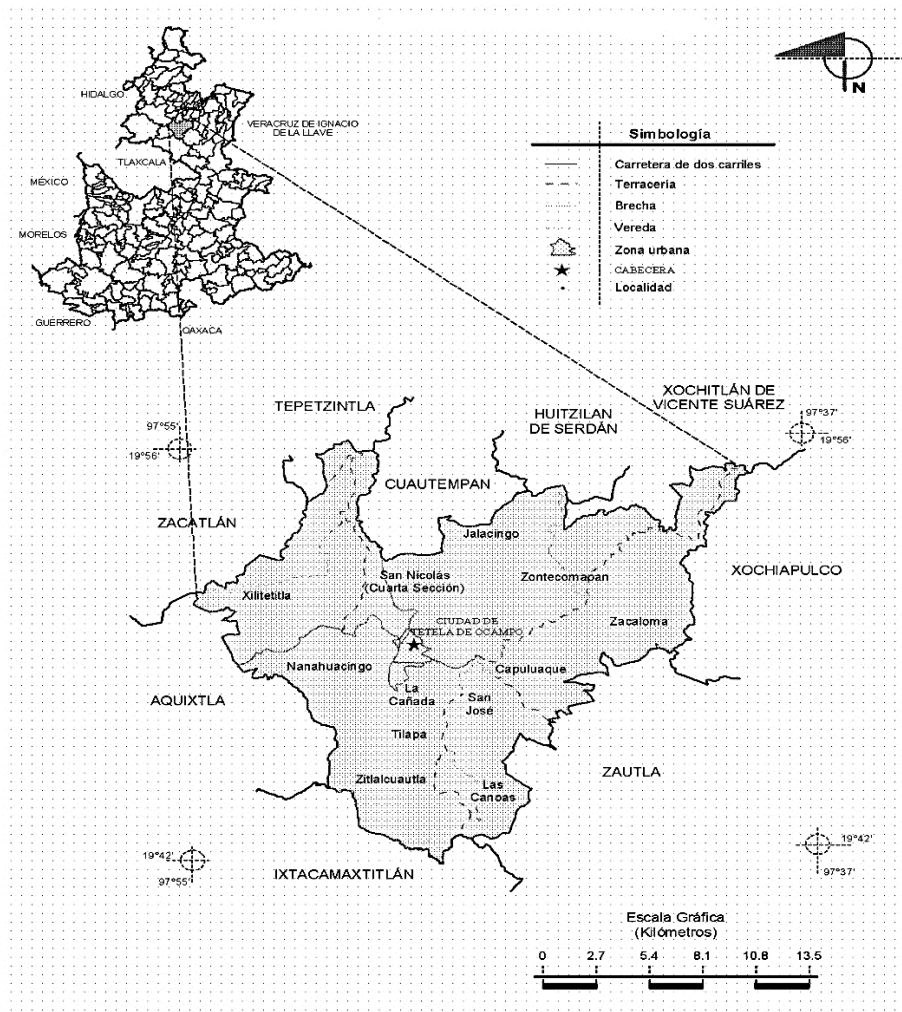 HIDALGO
VERACRUZ DE IGNACIO
DE LA LLAVE
TLAXCALA
MÉXICO
MORELOS
GUERRERO
OAXACA
N
Simbología
Carretera de dos carriles
Terracería
Brecha
Vereda
Zona urbana
CABECERA
Localidad
XOCHITLÁN DE
VICENTE SUÁREZ
TEPETZINTLA
HUITZILAN
DE SERDÁN
97°55'
19°56'
97°37'
19°56'
CUAUTEMPAN
ZACATLÁN
Jalacingo
XOCHIAPULCO
San Nicolás
(Cuarta Sección)
Zontecomapan
Xilitetitla
Zacaloma
CIUDAD DE
TETELA DE OCAMPO
Nanahuacingo
Capuluaque
AQUIXTLA
La
Cañada
San
José
Tilapa
Zitlalcuautla
Las
Canoas
ZAUTLA
19°42'
97°55'
19°42'
97°37'
IXTACAMAXTITLÁN
Escala Gráfica
(Kilómetros)
0 2.7 5.4 8.1 10.8 13.5